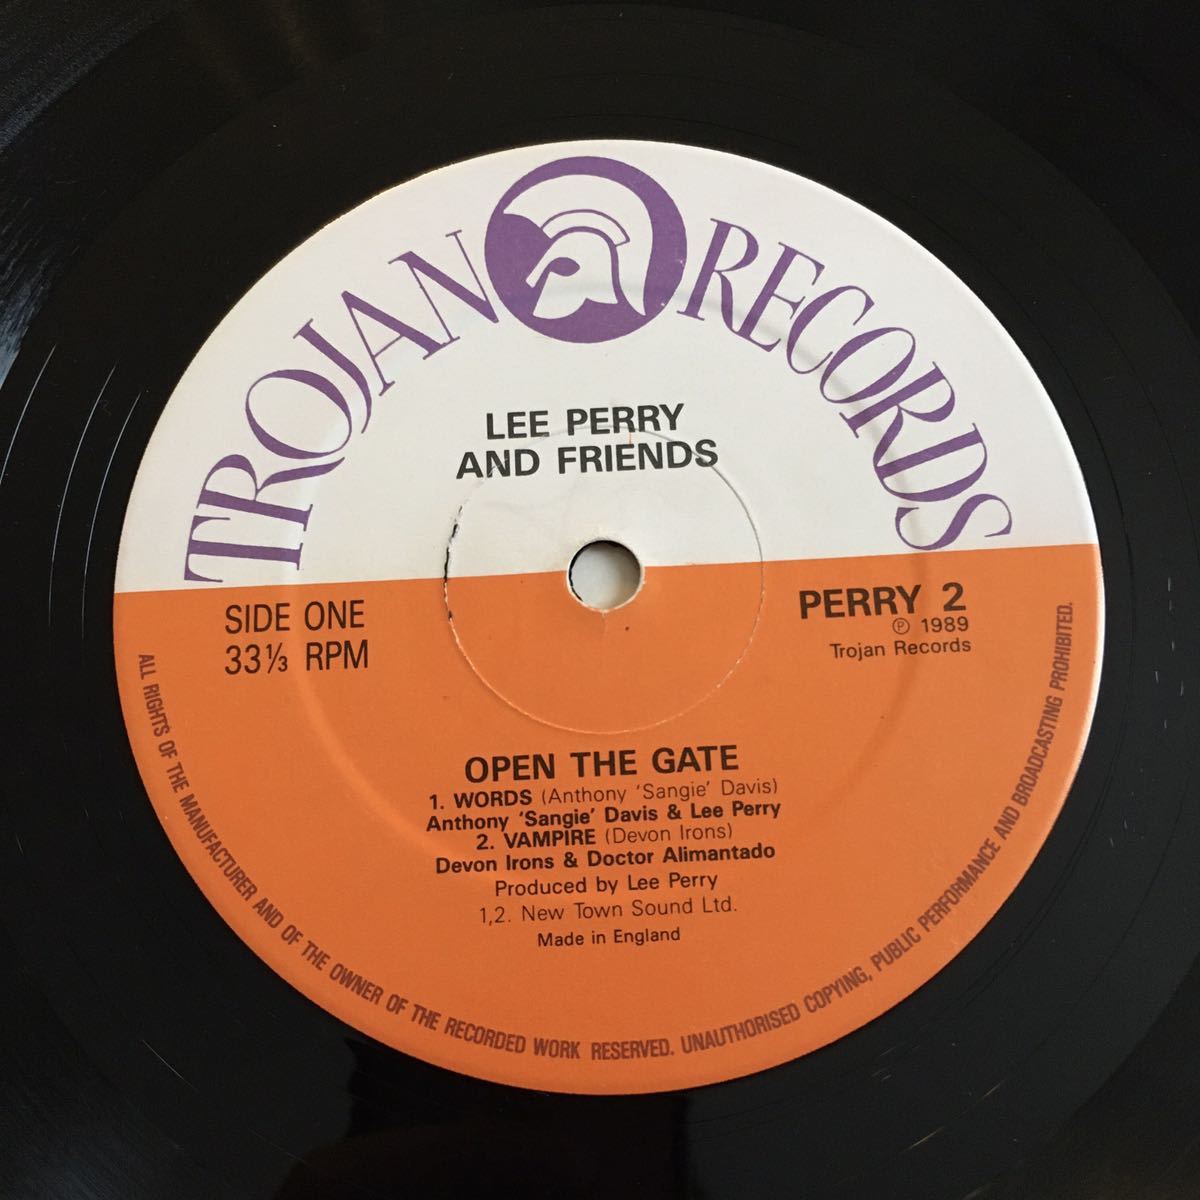 TROJAN RECORDS
LEE PERRY
AND FRIENDS
SIDE ONE
33⅓ RPM
PERRY 2
℗ 1989
Trojan Records
OPEN THE GATE
1. WORDS (Anthony 'Sangie' Davis)
Anthony 'Sangie' Davis & Lee Perry
2. VAMPIRE (Devon Irons)
Devon Irons & Doctor Alimantado
Produced by Lee Perry
1,2. New Town Sound Ltd.
Made in England
ALL RIGHTS OF THE MANUFACTURER AND OF THE OWNER OF THE RECORDED WORK RESERVED. UNAUTHORISED COPYING, PUBLIC PERFORMANCE AND BROADCASTING PROHIBITED.